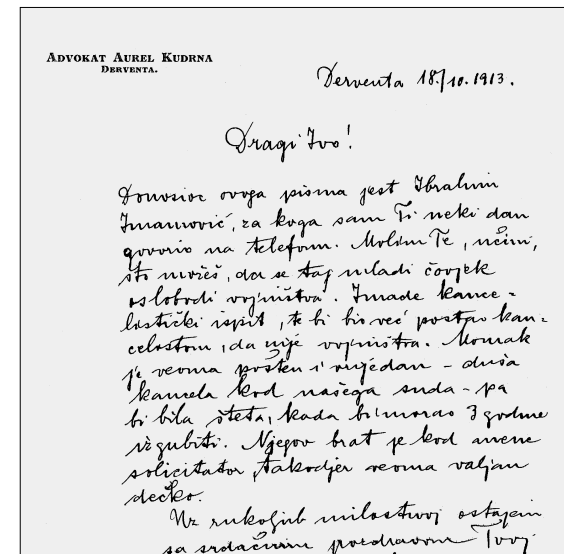 ADVOKAT AUREL KUDRNA
DERVENTA.
Derventa 18./10.1913.
Dragi Ivo!
Donosioc ovoga pisma jest Ibrahim
Imamović, za koga sam Ti neki dan
govorio na telefom. Molim Te, učini,
što možeš, da se taj mladi čovjek
oslobodi vojništva. Imade kance-
listički ispit, te bi bio već postao kan-
celostom, da nije vojništva. Momak
je veoma pošten i vrijedan - duša
kancela kod našega suda - pa
bi bila šteta, kada bi morao 3 godine
izgubiti. Njegov brat je kod mene
solicitator, takodjer veoma valjan
dečko.
Uz rukoljub milostivoj ostajem
sa srdačnim pozdravom Tvoj